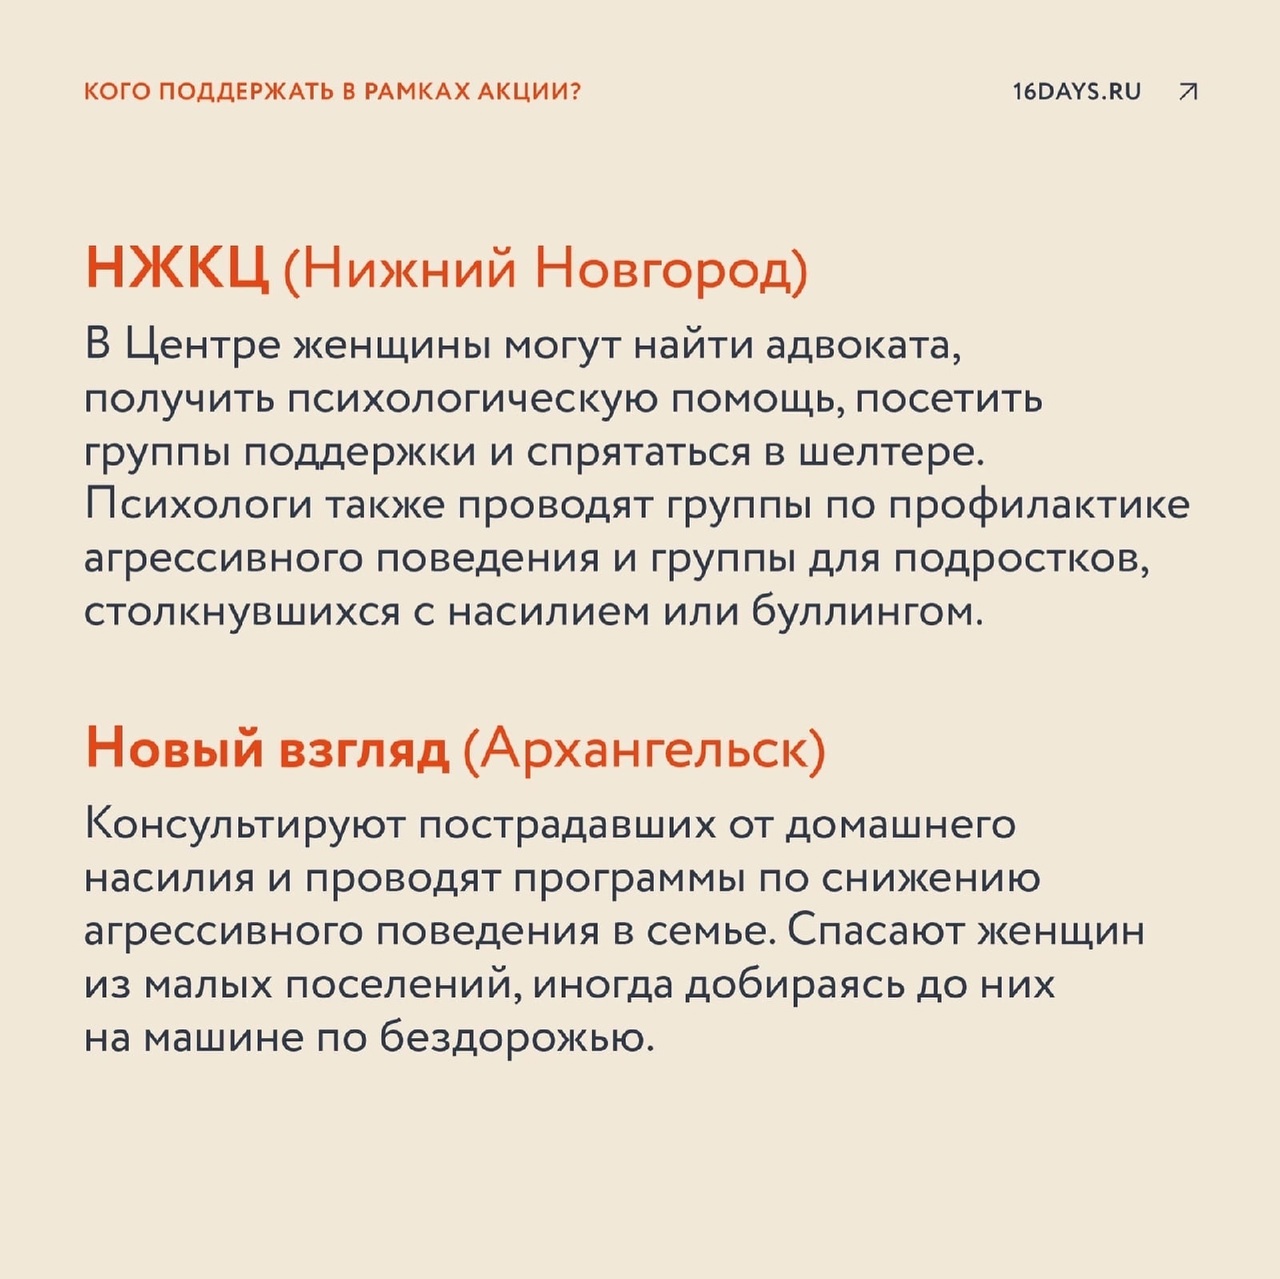 КОГО ПОДДЕРЖАТЬ В РАМКАХ АКЦИИ?
16DAYS.RU
НЖКЦ (Нижний Новгород)
В Центре женщины могут найти адвоката,
получить психологическую помощь, посетить
группы поддержки и спрятаться в шелтере.
Психологи также проводят группы по профилактике
агрессивного поведения и группы для подростков,
столкнувшихся с насилием или буллингом.
Новый взгляд (Архангельск)
Консультируют пострадавших от домашнего
насилия и проводят программы по снижению
агрессивного поведения в семье. Спасают женщин
из малых поселений, иногда добираясь до них
на машине по бездорожью.